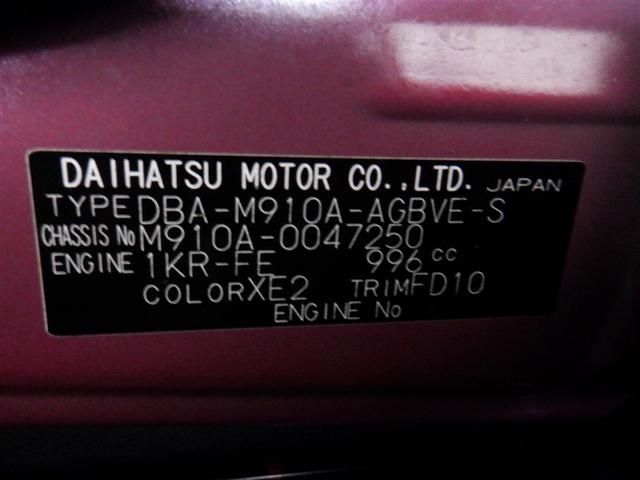 DAIHATSU MOTOR CO.,LTD. JAPAN
TYPE DBA-M910A-AGBVE-S
CHASSIS No M910A-0047250
ENGINE 1KR-FE 996 cc
COLOR XE2 TRIM FD10
ENGINE No